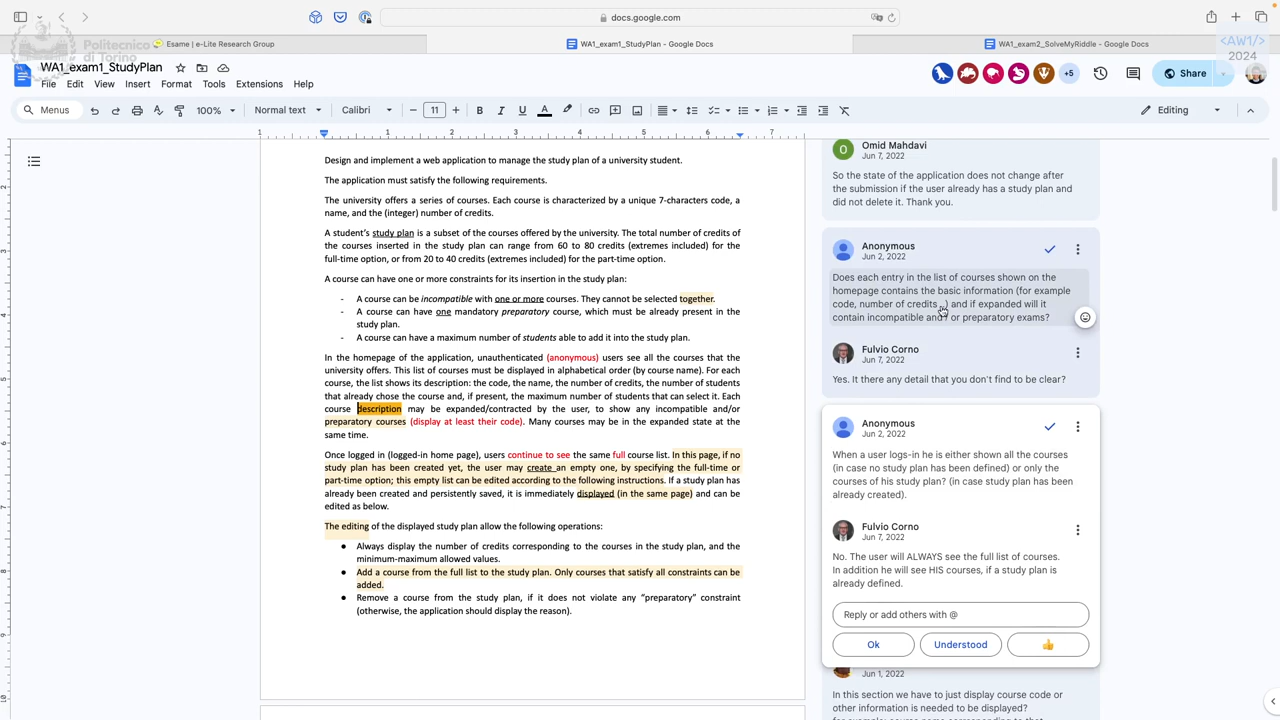 docs.google.com
Politecnico
di Torino
Esame | e-Lite Research Group
WA1_exam1_StudyPlan - Google Docs
WA1_exam2_SolveMyRiddle - Google Docs
<AW1/>
2024
WA1_exam1_StudyPlan
File Edit View Insert Format Extensions Tools Help
+5
Share
Menus
100%
Normal text
Calibri
11
Editing
1 1 2 3 4 5 6 7
Design and implement a web application to manage the study plan of a university student.
The application must satisfy the following requirements.
The university offers a series of courses. Each course is characterized by a unique 7-characters code, a
name, and the (integer) number of credits.
A student's study plan is a subset of the courses offered by the university. The total number of credits of
the courses inserted in the study plan can range from 60 to 80 credits (extremes included) for the
full-time option, or from 20 to 40 credits (extremes included) for the part-time option.
A course can have one or more constraints for its insertion in the study plan:
- A course can be incompatible with one or more courses. They cannot be selected together.
- A course can have one mandatory preparatory course, which must be already present in the
study plan.
- A course can have a maximum number of students able to add it into the study plan.
In the homepage of the application, unauthenticated (anonymous) users see all the courses that the
university offers. This list of courses must be displayed in alphabetical order (by course name). For each
course, the list shows its description: the code, the name, the number of credits, the number of students
that already chose the course and, if present, the maximum number of students that can select it. Each
course description may be expanded/contracted by the user, to show any incompatible and/or
preparatory courses (display at least their code). Many courses may be in the expanded state at the
same time.
Once logged in (logged-in home page), users continue to see the same full course list. In this page, if no
study plan has been created yet, the user may create an empty one, by specifying the full-time or
part-time option; this empty list can be edited according to the following instructions. If a study plan has
already been created and persistently saved, it is immediately displayed (in the same page) and can be
edited as below.
The editing of the displayed study plan allow the following operations:
● Always display the number of credits corresponding to the courses in the study plan, and the
minimum-maximum allowed values.
● Add a course from the full list to the study plan. Only courses that satisfy all constraints can be
added.
● Remove a course from the study plan, if it does not violate any “preparatory” constraint
(otherwise, the application should display the reason).
O
Omid Mahdavi
Jun 7, 2022
So the state of the application does not change after
the submission if the user already has a study plan and
did not delete it. Thank you.
Anonymous
Jun 2, 2022
Does each entry in the list of courses shown on the
homepage contains the basic information (for example
code, number of credits ..) and if expanded will it
contain incompatible and/ or preparatory exams?
Fulvio Corno
Jun 7, 2022
Yes. It there any detail that you don't find to be clear?
Anonymous
Jun 2, 2022
When a user logs-in he is either shown all the courses
(in case no study plan has been defined) or only the
courses of his study plan? (in case study plan has been
already created).
Fulvio Corno
Jun 7, 2022
No. The user will ALWAYS see the full list of courses.
In addition he will see HIS courses, if a study plan is
already defined.
Reply or add others with @
Ok Understood 👍
Jun 1, 2022
In this section we have to just display course code or
other information is needed to be displayed?